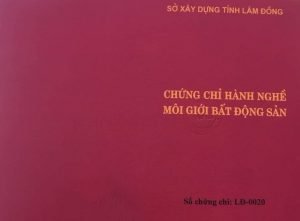 SỞ XÂY DỰNG TỈNH LÂM ĐỒNG
CHỨNG CHỈ HÀNH NGHỀ
MÔI GIỚI BẤT ĐỘNG SẢN
Số chứng chỉ: LĐ-0020